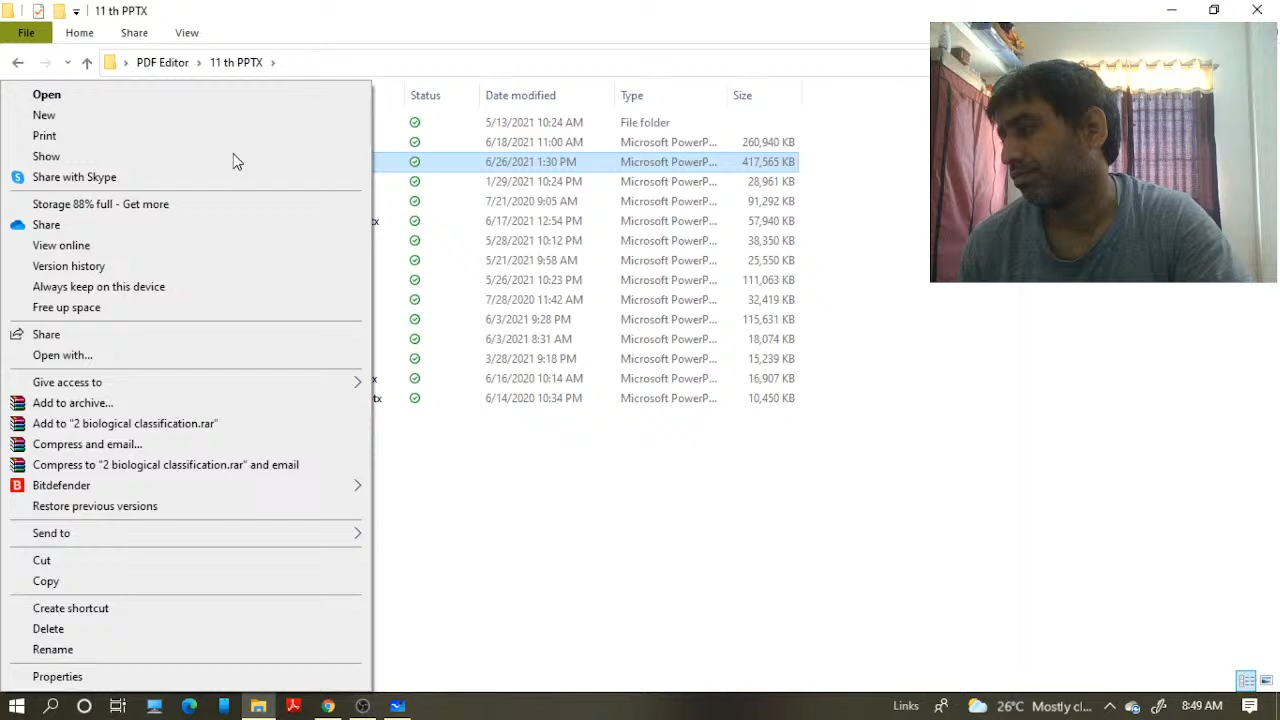 11 th PPTX
File Home Share View
PDF Editor 11 th PPTX
Status Date modified Type Size
5/13/2021 10:24 AM File folder
6/18/2021 11:00 AM Microsoft PowerP... 260,940 KB
6/26/2021 1:30 PM Microsoft PowerP... 417,565 KB
1/29/2021 10:24 PM Microsoft PowerP... 28,961 KB
7/21/2020 9:05 AM Microsoft PowerP... 91,292 KB
tx 6/17/2021 12:54 PM Microsoft PowerP... 57,940 KB
5/28/2021 10:12 PM Microsoft PowerP... 38,350 KB
5/21/2021 9:58 AM Microsoft PowerP... 25,550 KB
5/26/2021 10:23 PM Microsoft PowerP... 111,063 KB
7/28/2020 11:42 AM Microsoft PowerP... 32,419 KB
6/3/2021 9:28 PM Microsoft PowerP... 115,631 KB
6/3/2021 8:31 AM Microsoft PowerP... 18,074 KB
3/28/2021 9:18 PM Microsoft PowerP... 15,239 KB
x 6/16/2020 10:14 AM Microsoft PowerP... 16,907 KB
tx 6/14/2020 10:34 PM Microsoft PowerP... 10,450 KB
Open
New
Print
Show
Share with Skype
Storage 88% full - Get more
Share
View online
Version history
Always keep on this device
Free up space
Share
Open with...
Give access to
Add to archive...
Add to "2 biological classification.rar"
Compress and email...
Compress to "2 biological classification.rar" and email
Bitdefender
Restore previous versions
Send to
Cut
Copy
Create shortcut
Delete
Rename
Properties
Links 26°C Mostly cl... 8:49 AM